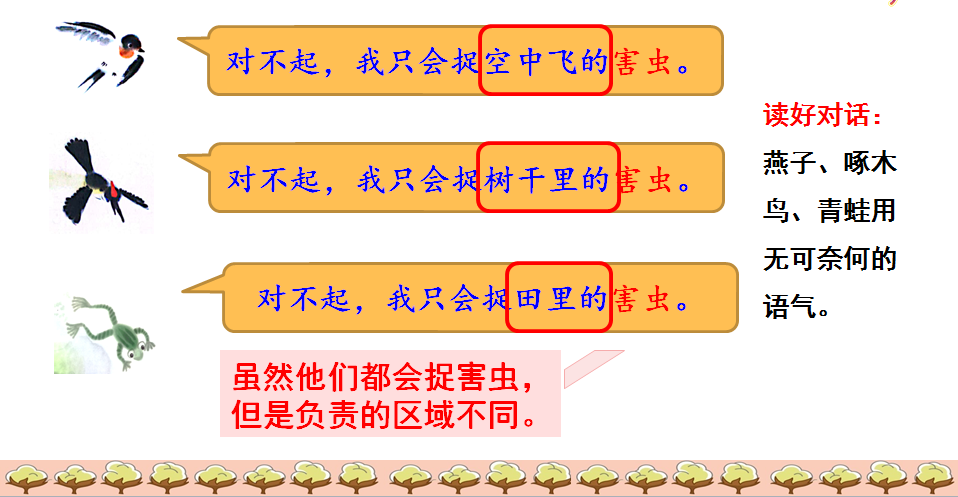 对不起，我只会捉空中飞的害虫。
对不起，我只会捉树干里的害虫。
对不起，我只会捉田里的害虫。
虽然他们都会捉害虫，
但是负责的区域不同。
读好对话：
燕子、啄木
鸟、青蛙用
无可奈何的
语气。